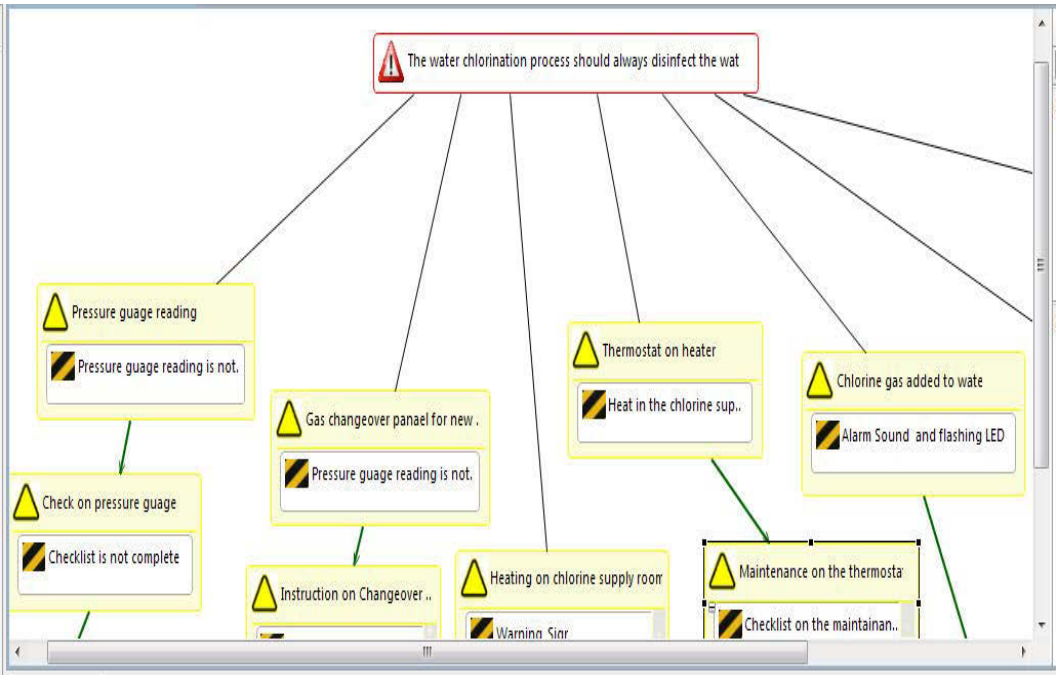 The water chlorination process should always disinfect the wat
Pressure guage reading
Pressure guage reading is not.
Gas changeover panael for new .
Pressure guage reading is not.
Thermostat on heater
Heat in the chlorine sup..
Chlorine gas added to wate
Alarm Sound and flashing LED
Check on pressure guage
Checklist is not complete
Instruction on Changeover ..
Heating on chlorine supply room
Warning Sigr
Maintenance on the thermosta
Checklist on the maintainan..